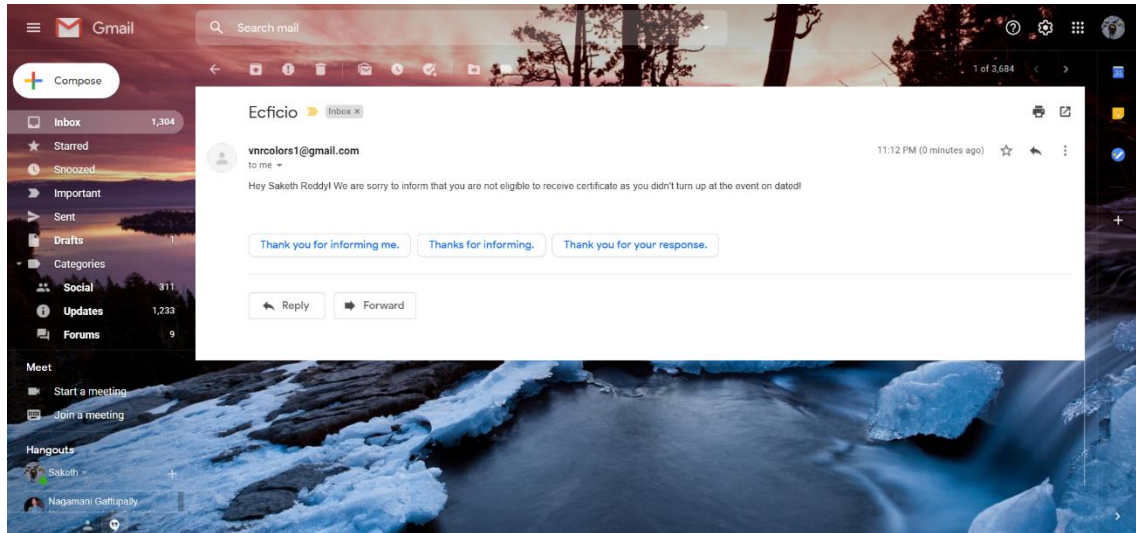 Gmail
Search mail
1 of 3,684
Compose
Ecficio Inbox ×
Inbox 1,304
vnrcolors1@gmail.com 11:12 PM (0 minutes ago)
to me
Starred
Snoozed
Hey Saketh Reddy! We are sorry to inform that you are not eligible to receive certificate as you didn't turn up at the event on dated!
Important
Sent
Drafts 1
Thank you for informing me. Thanks for informing. Thank you for your response.
Categories
Social 311
Updates 1,233
Reply Forward
Forums 9
Meet
Start a meeting
Join a meeting
Hangouts
Saketh
Nagamani Gattupally